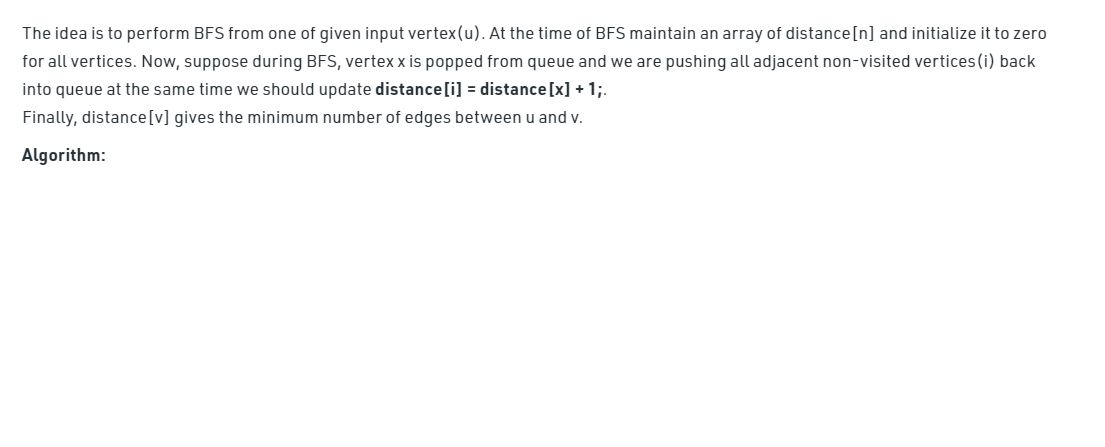 The idea is to perform BFS from one of given input vertex(u). At the time of BFS maintain an array of distance[n] and initialize it to zero
for all vertices. Now, suppose during BFS, vertex x is popped from queue and we are pushing all adjacent non-visited vertices(i) back
into queue at the same time we should update distance[i] = distance[x] + 1;.
Finally, distance[v] gives the minimum number of edges between u and v.
Algorithm: